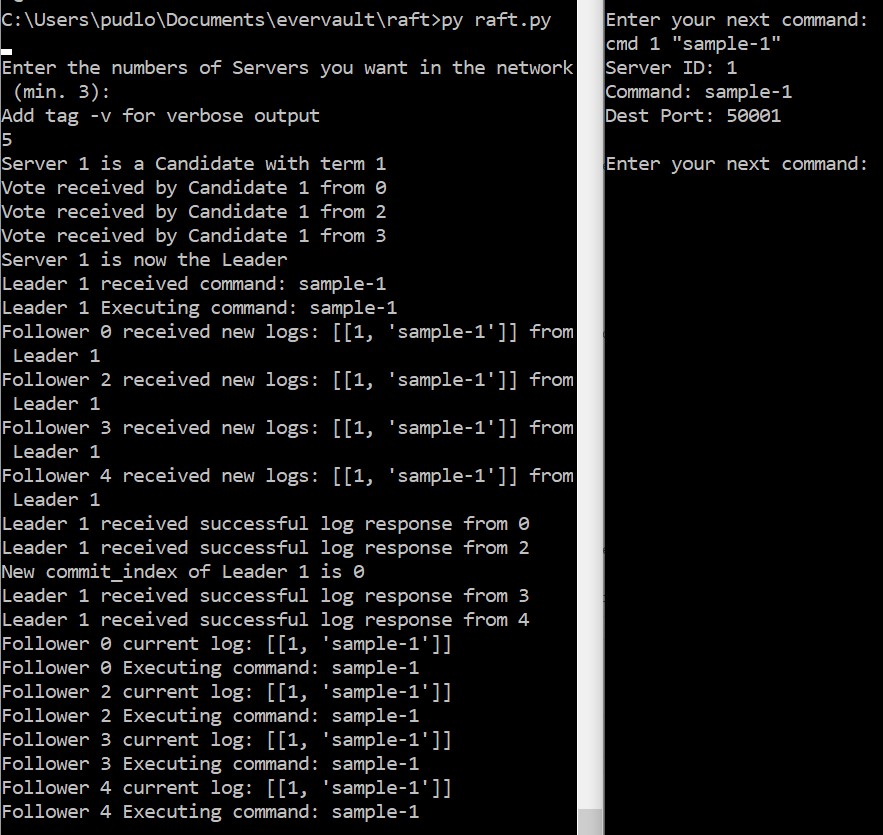 C:\Users\pudlo\Documents\evervault\raft>py raft.py
Enter the numbers of Servers you want in the network
 (min. 3):
Add tag -v for verbose output
5
Server 1 is a Candidate with term 1
Vote received by Candidate 1 from 0
Vote received by Candidate 1 from 2
Vote received by Candidate 1 from 3
Server 1 is now the Leader
Leader 1 received command: sample-1
Leader 1 Executing command: sample-1
Follower 0 received new logs: [[1, 'sample-1']] from
 Leader 1
Follower 2 received new logs: [[1, 'sample-1']] from
 Leader 1
Follower 3 received new logs: [[1, 'sample-1']] from
 Leader 1
Follower 4 received new logs: [[1, 'sample-1']] from
 Leader 1
Leader 1 received successful log response from 0
Leader 1 received successful log response from 2
New commit_index of Leader 1 is 0
Leader 1 received successful log response from 3
Leader 1 received successful log response from 4
Follower 0 current log: [[1, 'sample-1']]
Follower 0 Executing command: sample-1
Follower 2 current log: [[1, 'sample-1']]
Follower 2 Executing command: sample-1
Follower 3 current log: [[1, 'sample-1']]
Follower 3 Executing command: sample-1
Follower 4 current log: [[1, 'sample-1']]
Follower 4 Executing command: sample-1
Enter your next command:
cmd 1 "sample-1"
Server ID: 1
Command: sample-1
Dest Port: 50001
Enter your next command: